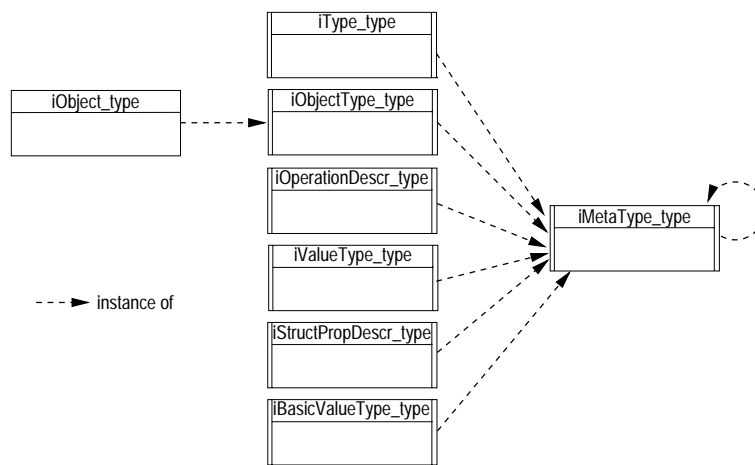 iType_type
iObject_type
iObjectType_type
iOperationDescr_type
iMetaType_type
iValueType_type
instance of
iStructPropDescr_type
iBasicValueType_type